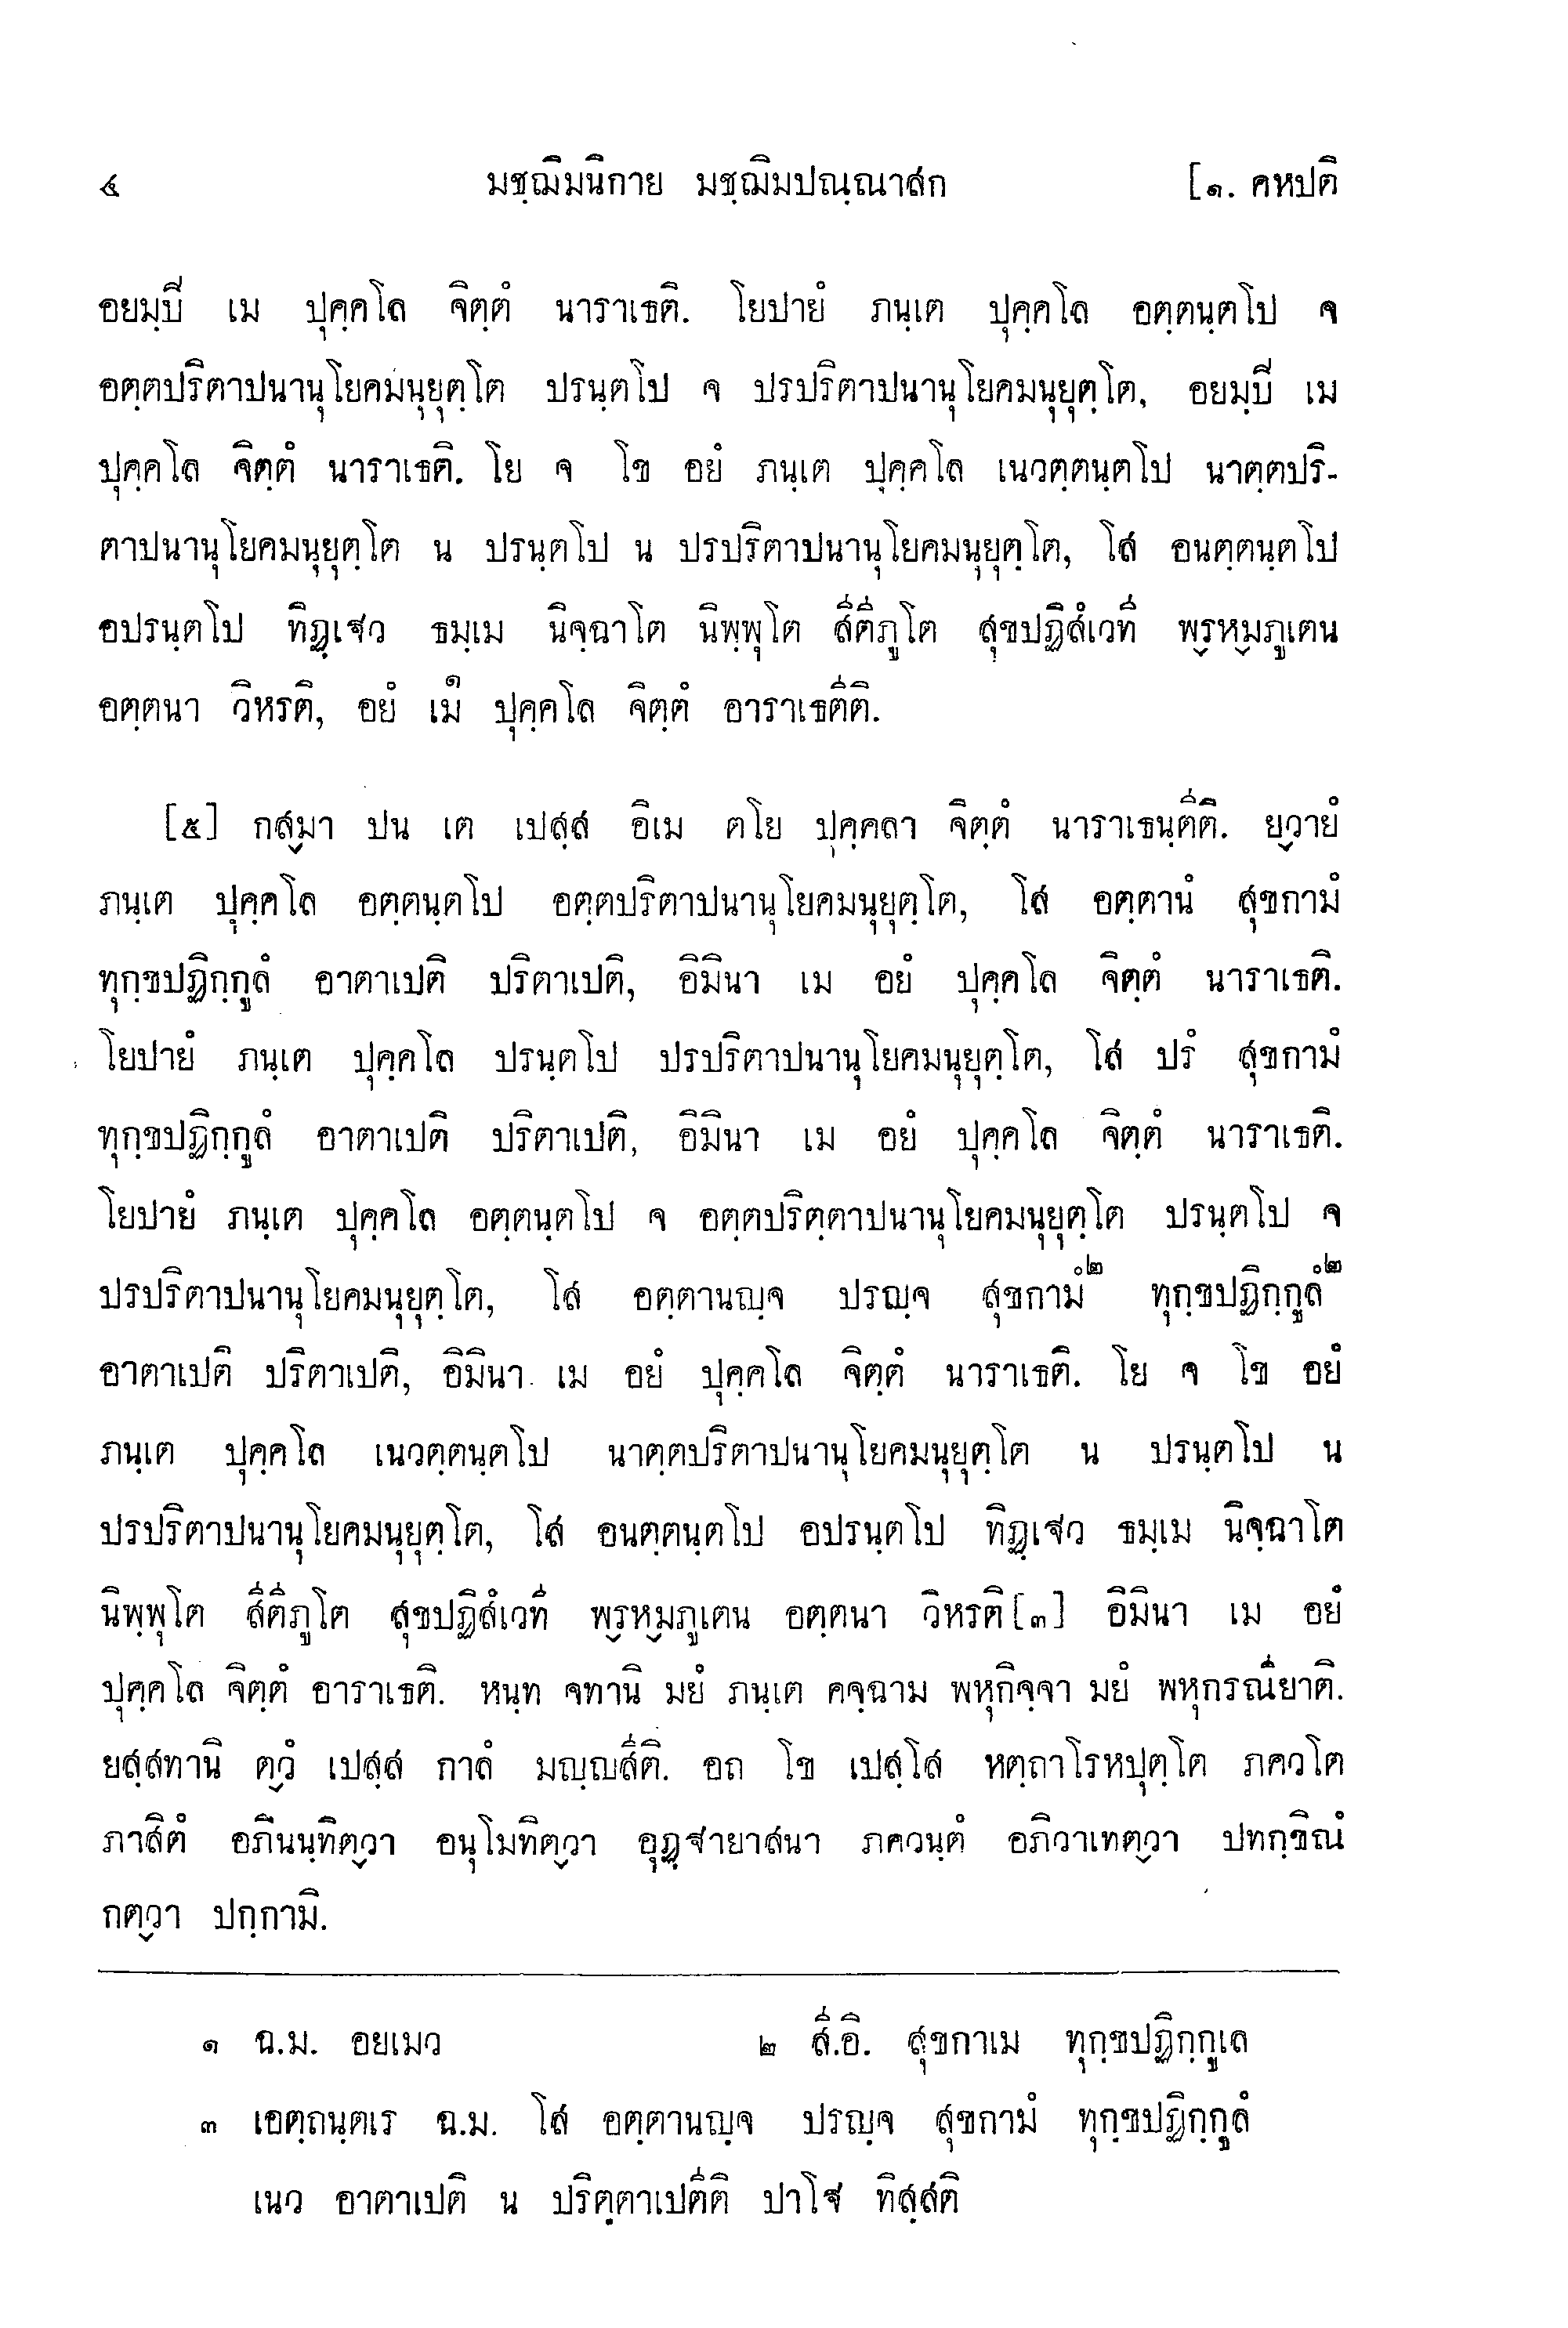 ๔ มชฺฌิมนิกาย มชฺฌิมปณฺณาสก [๑. คหปติ
อยมฺปิ เม ปุคฺคโล จิตฺตํ นาราเธติ. โยปายํ ภนฺเต ปุคฺคโล อตฺตนฺตโป จ
อตฺตปริตาปนานุโยคมนุยุตฺโต ปรนฺตโป จ ปรปริตาปนานุโยคมนุยุตฺโต, อยมฺปิ เม
ปุคฺคโล จิตฺตํ นาราเธติ. โย จ โข อยํ ภนฺเต ปุคฺคโล เนวตฺตนฺตโป นาตฺตปริ-
ตาปนานุโยคมนุยุตฺโต น ปรนฺตโป น ปรปริตาปนานุโยคมนุยุตฺโต, โส อนตฺตนฺตโป
อปรนฺตโป ทิฏฺเฐว ธมฺเม นิจฺฉาโต นิพฺพุโต สีติภูโต สุขปฏิสํเวที พฺรหฺมภูเตน
อตฺตนา วิหรติ, อยํ เม๑ ปุคฺคโล จิตฺตํ อาราเธตีติ.
[๕] กสฺมา ปน เต เปสฺส อิเม ตโย ปุคฺคลา จิตฺตํ นาราเธนฺตีติ. ยฺวายํ
ภนฺเต ปุคฺคโล อตฺตนฺตโป อตฺตปริตาปนานุโยคมนุยุตฺโต, โส อตฺตานํ สุขกามํ
ทุกฺขปฏิกฺกูลํ อาตาเปติ ปริตาเปติ, อิมินา เม อยํ ปุคฺคโล จิตฺตํ นาราเธติ.
โยปายํ ภนฺเต ปุคฺคโล ปรนฺตโป ปรปริตาปนานุโยคมนุยุตฺโต, โส ปรํ สุขกามํ
ทุกฺขปฏิกฺกูลํ อาตาเปติ ปริตาเปติ, อิมินา เม อยํ ปุคฺคโล จิตฺตํ นาราเธติ.
โยปายํ ภนฺเต ปุคฺคโล อตฺตนฺตโป จ อตฺตปริตฺตาปนานุโยคมนุยุตฺโต ปรนฺตโป จ
ปรปริตาปนานุโยคมนุยุตฺโต, โส อตฺตานญฺจ ปรญฺจ สุขกามํ๒ ทุกฺขปฏิกฺกูลํ๒
อาตาเปติ ปริตาเปติ, อิมินา เม อยํ ปุคฺคโล จิตฺตํ นาราเธติ. โย จ โข อยํ
ภนฺเต ปุคฺคโล เนวตฺตนฺตโป นาตฺตปริตาปนานุโยคมนุยุตฺโต น ปรนฺตโป น
ปรปริตาปนานุโยคมนุยุตฺโต, โส อนตฺตนฺตโป อปรนฺตโป ทิฏฺเฐว ธมฺเม นิจฺฉาโต
นิพฺพุโต สีติภูโต สุขปฏิสํเวที พฺรหฺมภูเตน อตฺตนา วิหรติ[๓] อิมินา เม อยํ
ปุคฺคโล จิตฺตํ อาราเธติ. หนฺท จทานิ มยํ ภนฺเต คจฺฉาม พหุกิจฺจา มยํ พหุกรณียาติ.
ยสฺสทานิ ตฺวํ เปสฺส กาลํ มญฺญสีติ. อถ โข เปสฺโส หตฺถาโรหปุตฺโต ภควโต
ภาสิตํ อภินนฺทิตฺวา อนุโมทิตฺวา อุฏฺฐายาสนา ภควนฺตํ อภิวาเทตฺวา ปทกฺขิณํ
กตฺวา ปกฺกามิ.
๑ ฉ.ม. อยเมว ๒ สี.อิ. สุขกาเม ทุกฺขปฏิกฺกูเล
๓ เอตฺถนฺตเร ฉ.ม. โส อตฺตานญฺจ ปรญฺจ สุขกามํ ทุกฺขปฏิกฺกูลํ
เนว อาตาเปติ น ปริตฺตาเปตีติ ปาโฐ ทิสฺสติ